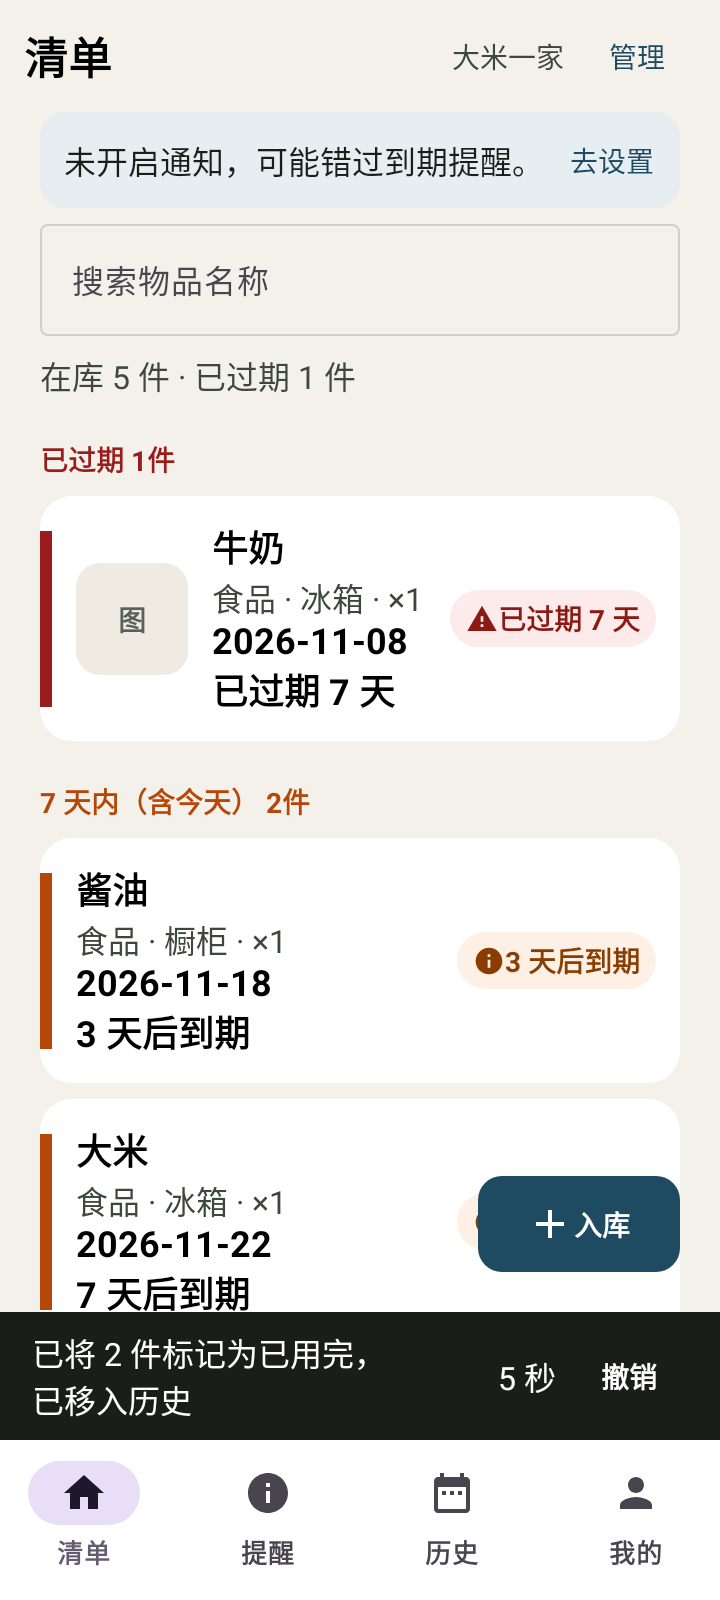 清单
大米一家
管理
未开启通知，可能错过到期提醒。
去设置
搜索物品名称
在库 5 件 · 已过期 1 件
已过期 1件
图
牛奶
食品 · 冰箱 · ×1
2026-11-08
已过期 7 天
已过期 7 天
7 天内（含今天） 2件
酱油
食品 · 橱柜 · ×1
2026-11-18
3 天后到期
3 天后到期
大米
食品 · 冰箱 · ×1
2026-11-22
7 天后到期
入库
已将 2 件标记为已用完，
已移入历史
5 秒
撤销
清单
提醒
历史
我的